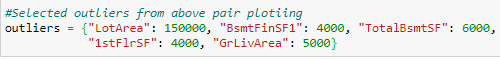 #Selected outliers from above pair plotiing
outliers = {"LotArea": 150000, "BsmtFinSF1": 4000, "TotalBsmtSF": 6000,
"1stFlrSF": 4000, "GrLivArea": 5000}